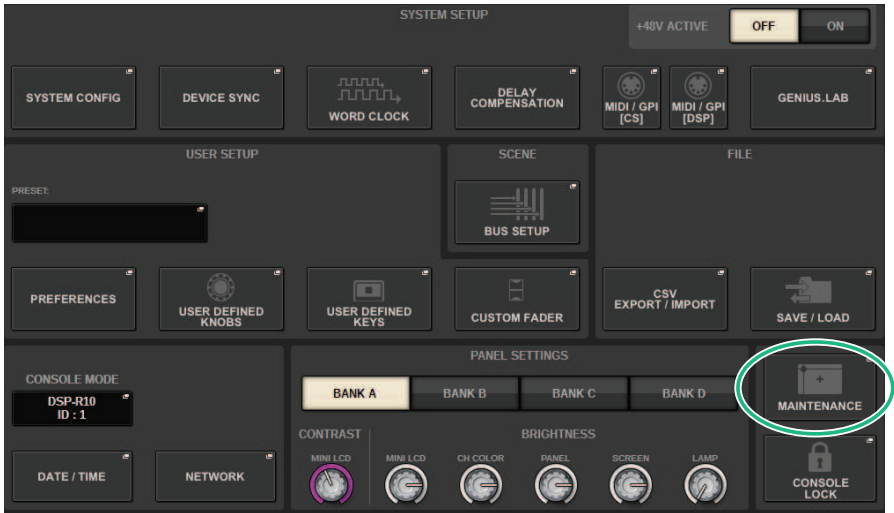 SYSTEM SETUP
+48V ACTIVE
OFF
ON
SYSTEM CONFIG
DEVICE SYNC
WORD CLOCK
DELAY
COMPENSATION
MIDI / GPI
[CS]
MIDI / GPI
[DSP]
GENIUS.LAB
USER SETUP
SCENE
FILE
PRESET:
BUS SETUP
PREFERENCES
USER DEFINED
KNOBS
USER DEFINED
KEYS
CUSTOM FADER
CSV
EXPORT / IMPORT
SAVE / LOAD
PANEL SETTINGS
CONSOLE MODE
DSP-R10
ID : 1
BANK A
BANK B
BANK C
BANK D
MAINTENANCE
CONTRAST
BRIGHTNESS
MINI LCD
MINI LCD
CH COLOR
PANEL
SCREEN
LAMP
DATE / TIME
NETWORK
CONSOLE
LOCK